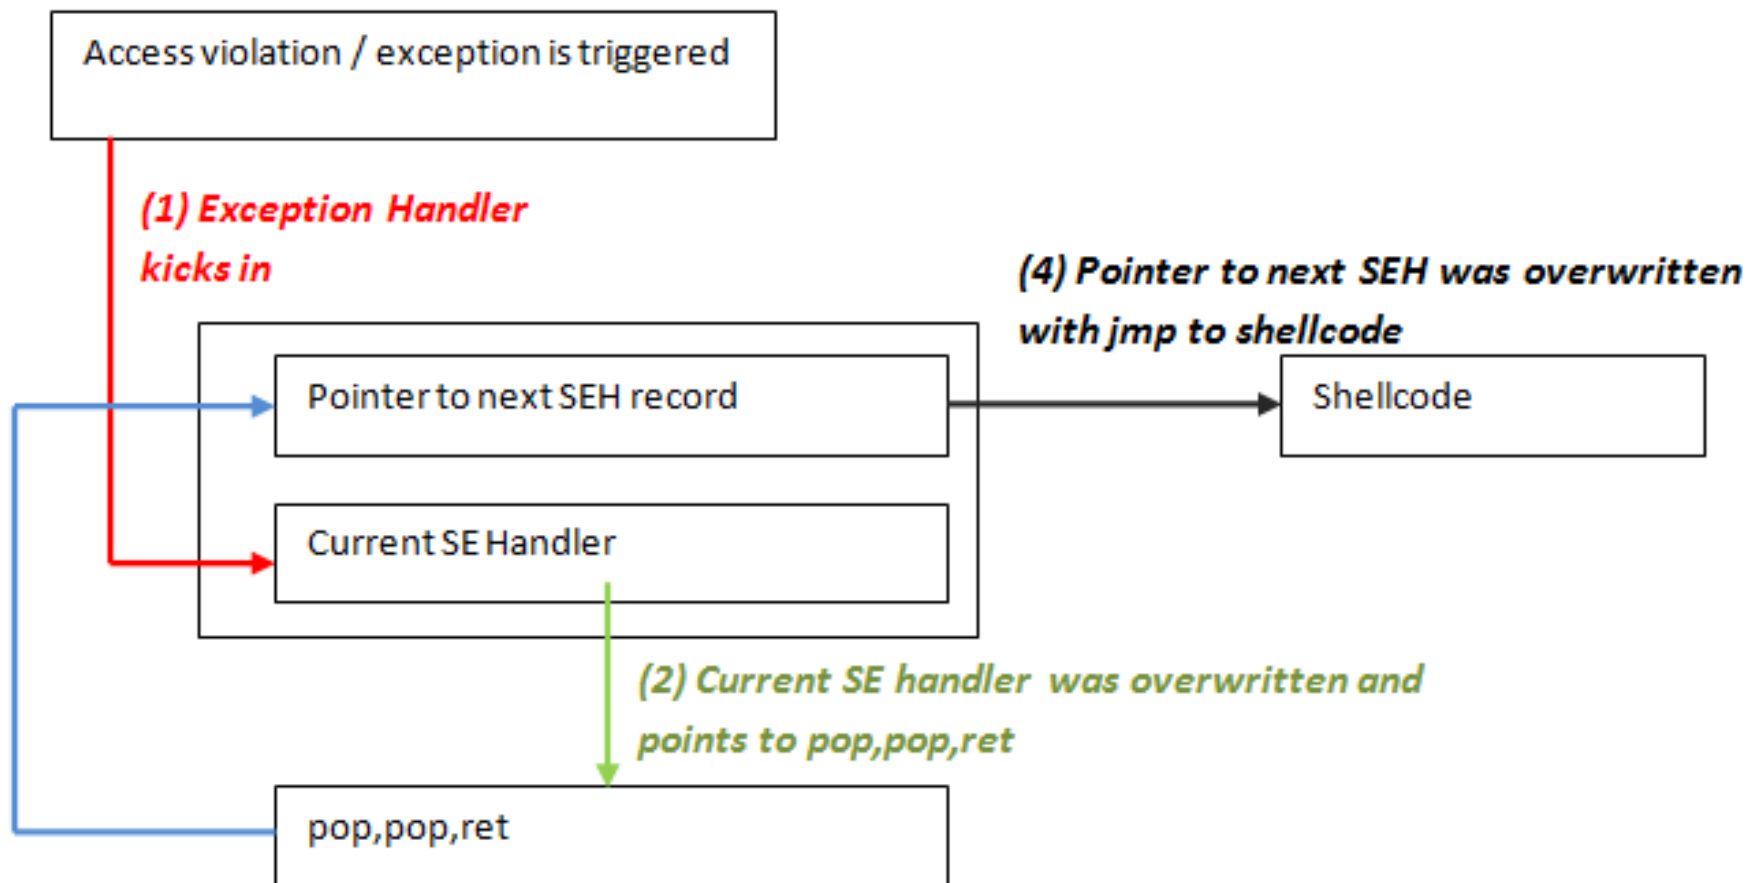 Access violation / exception is triggered
(1) Exception Handler
kicks in
(4) Pointer to next SEH was overwritten
with jmp to shellcode
Pointer to next SEH record
Shellcode
Current SE Handler
(2) Current SE handler was overwritten and
points to pop,pop,ret
pop,pop,ret